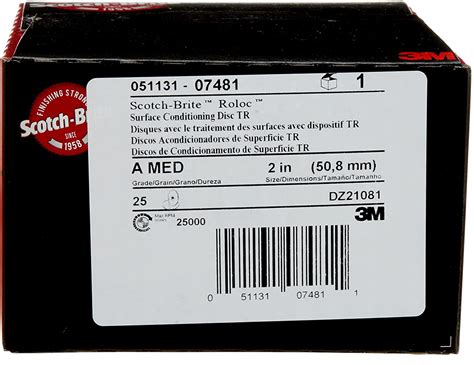 FINISHING STRONG
Scotch-Brite
SINCE
1958
3M
051131 - 07481 1
Scotch-Brite™ Roloc™
Surface Conditioning Disc TR
Disques avec le traitement des surfaces avec dispositif TR
Discos Acondicionadores de Superficie TR
Discos de Condicionamento de Superficie TR
A MED 2 in (50,8 mm)
Grade/Grain/Grano/Dureza Size/Dimensions/Tamaño/Tamanho
25 DZ21081
Max RPM 25000
3M
0 51131 07481 1